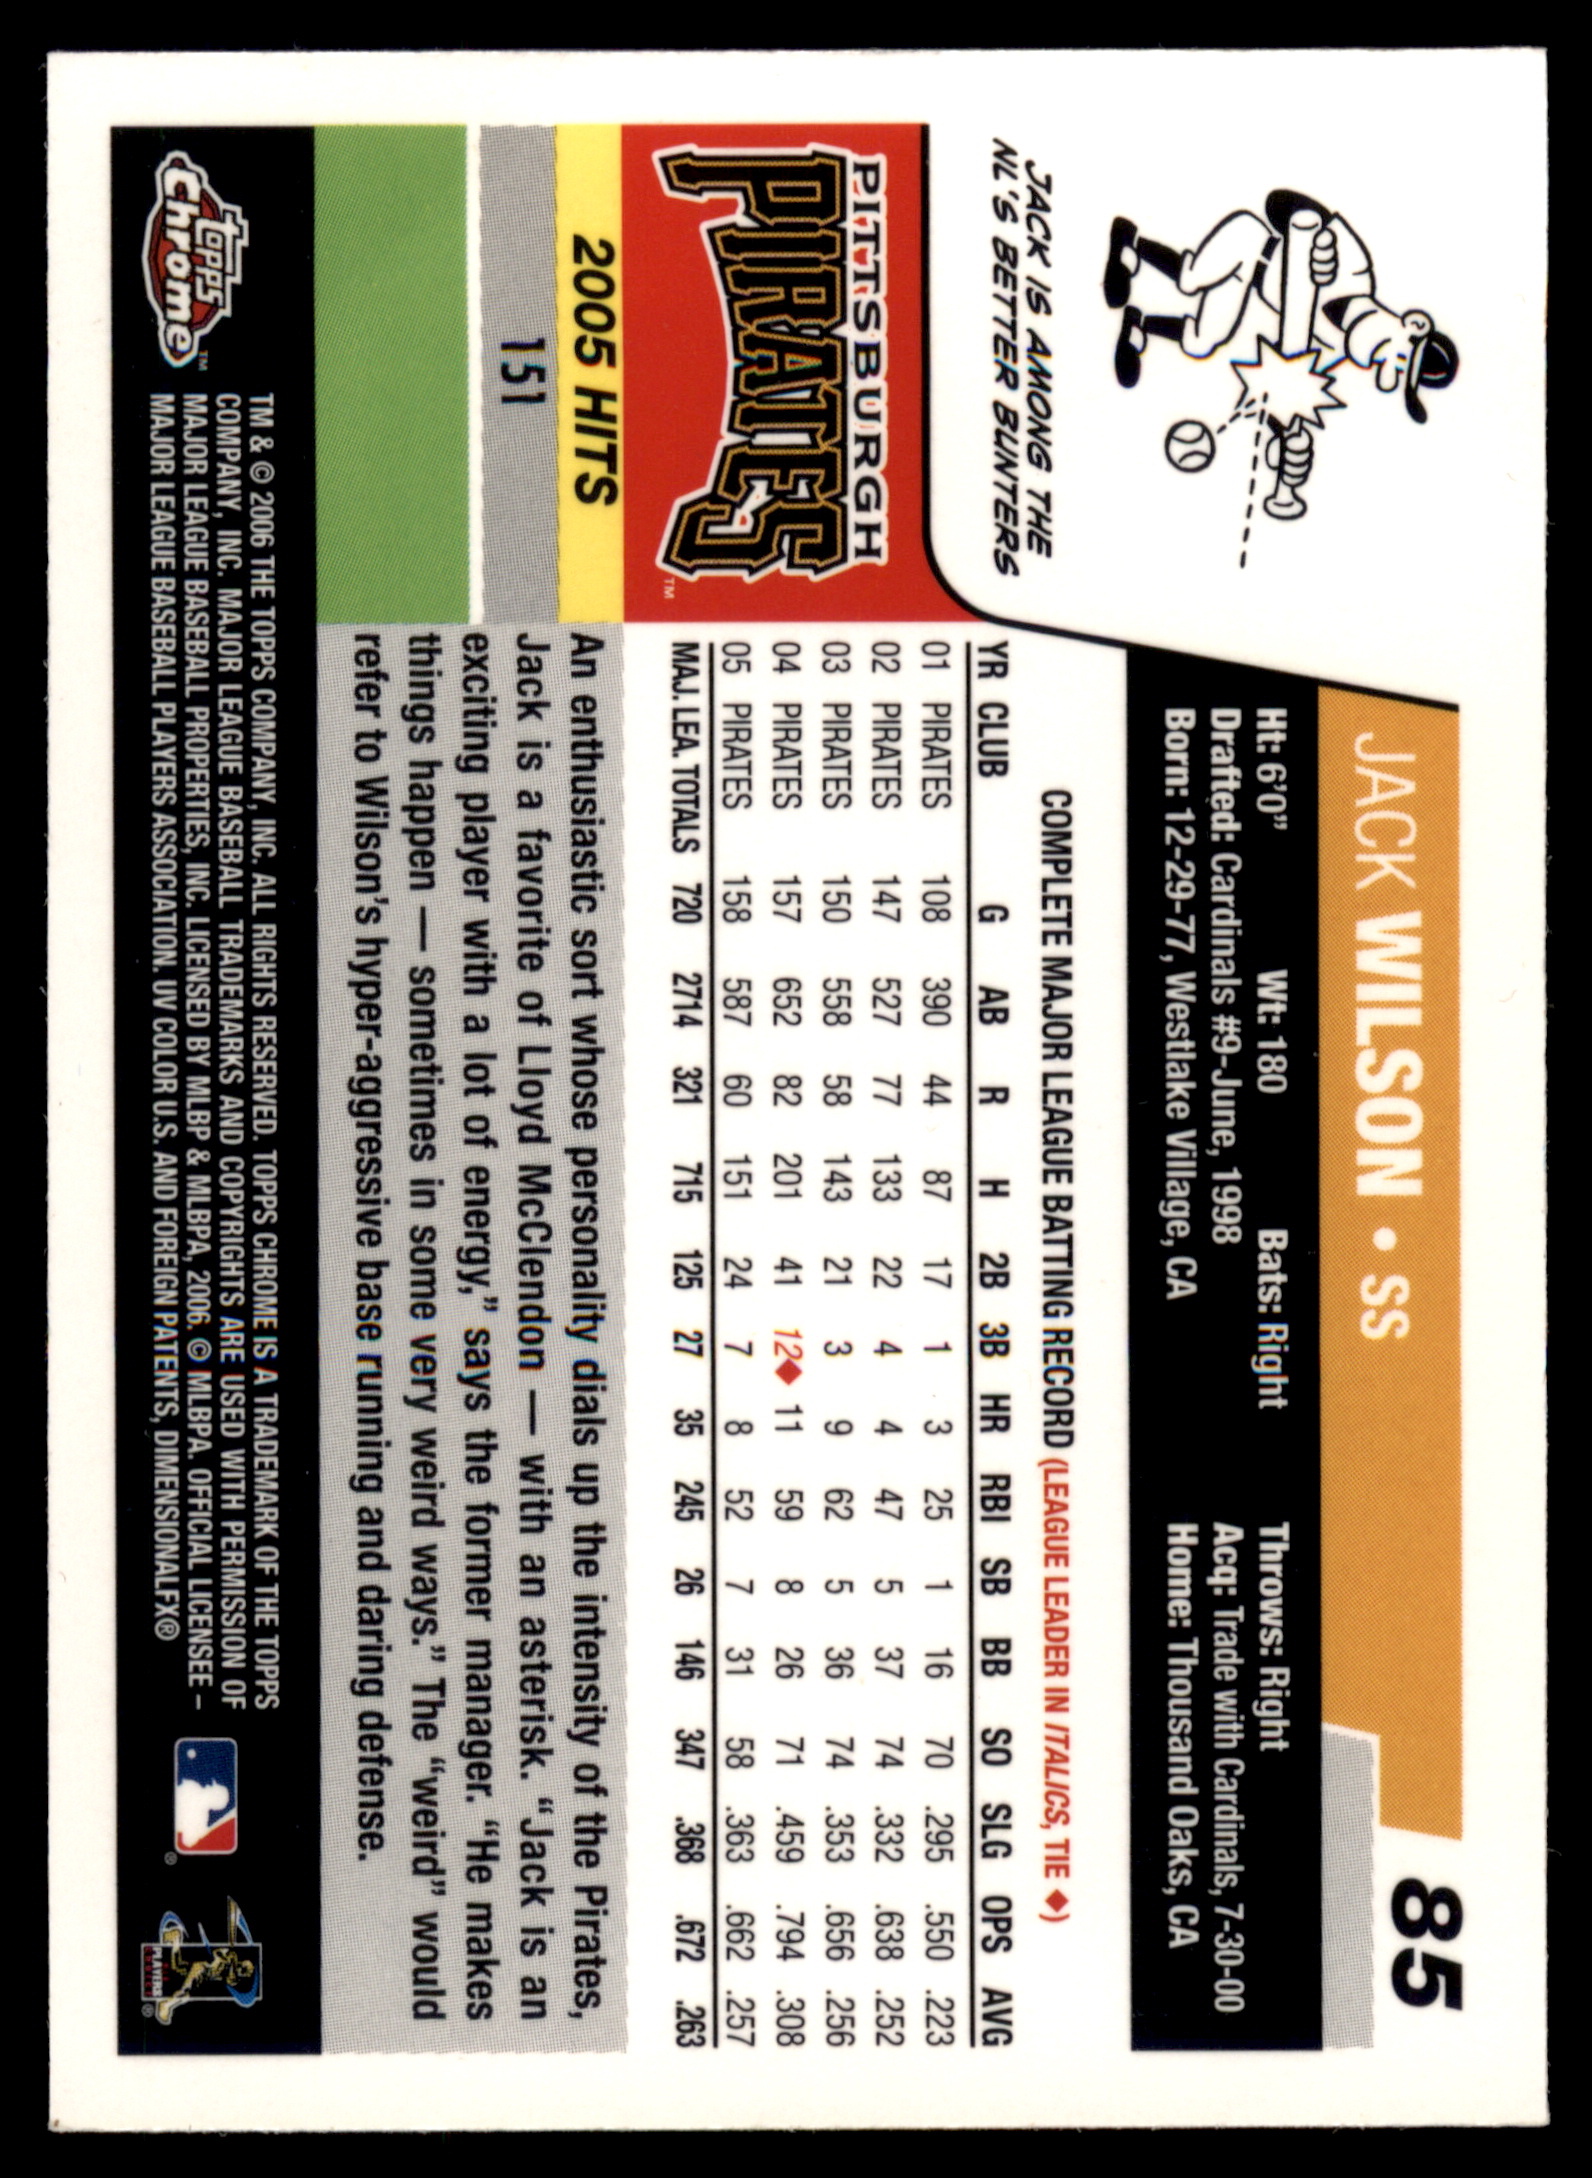 85
JACK WILSON • SS
Ht: 6'0" Wt: 180 Bats: Right Throws: Right
Drafted: Cardinals #9-June, 1998 Acq: Trade with Cardinals, 7-30-00
Born: 12-29-77, Westlake Village, CA Home: Thousand Oaks, CA
JACK IS AMONG THE
NL'S BETTER BUNTERS
COMPLETE MAJOR LEAGUE BATTING RECORD (LEAGUE LEADER IN ITALICS, TIE ◆)
YR CLUB G AB R H 2B 3B HR RBI SB BB SO SLG OPS AVG
01 PIRATES 108 390 44 87 17 1 3 25 1 16 70 .295 .550 .223
02 PIRATES 147 527 77 133 22 4 4 47 5 37 74 .332 .638 .252
03 PIRATES 150 558 58 143 21 3 9 62 5 36 74 .353 .656 .256
04 PIRATES 157 652 82 201 41 12◆ 11 59 8 26 71 .459 .794 .308
05 PIRATES 158 587 60 151 24 7 8 52 7 31 58 .363 .662 .257
MAJ. LEA. TOTALS 720 2714 321 715 125 27 35 245 26 146 347 .368 .672 .263
PITTSBURGH
PIRATES™
2005 HITS
151
An enthusiastic sort whose personality dials up the intensity of the Pirates,
Jack is a favorite of Lloyd McClendon — with an asterisk. "Jack is an
exciting player with a lot of energy," says the former manager. "He makes
things happen — sometimes in some very weird ways." The "weird" would
refer to Wilson's hyper-aggressive base running and daring defense.
topps
Chrome™
TM & © 2006 THE TOPPS COMPANY, INC. ALL RIGHTS RESERVED. TOPPS CHROME IS A TRADEMARK OF THE TOPPS
COMPANY, INC. MAJOR LEAGUE BASEBALL TRADEMARKS AND COPYRIGHTS ARE USED WITH PERMISSION OF
MAJOR LEAGUE BASEBALL PROPERTIES, INC. LICENSED BY MLBP & MLBPA, 2006. © MLBPA. OFFICIAL LICENSEE –
MAJOR LEAGUE BASEBALL PLAYERS ASSOCIATION. UV COLOR U.S. AND FOREIGN PATENTS, DIMENSIONALFX®
®
PLAYERS
®